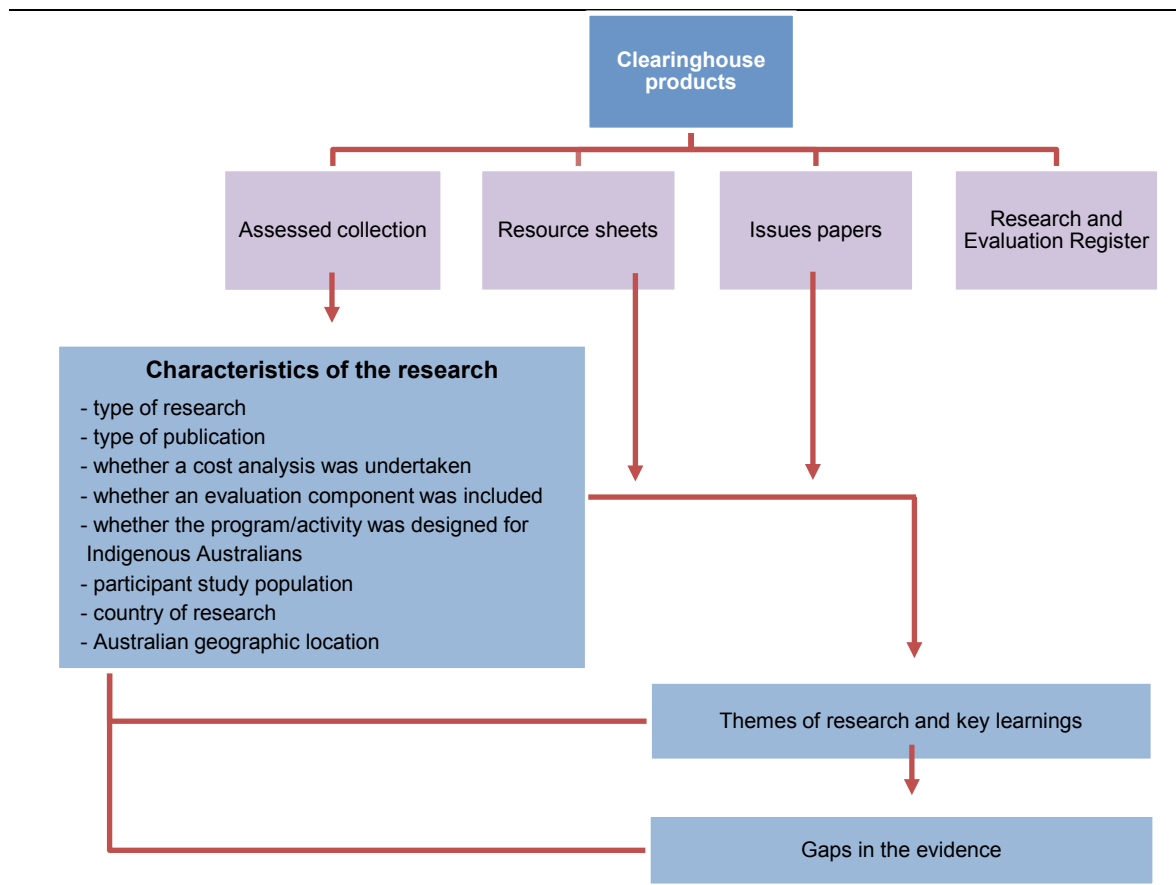 Clearinghouse
products
Assessed collection
Resource sheets
Issues papers
Research and
Evaluation Register
Characteristics of the research
- type of research
- type of publication
- whether a cost analysis was undertaken
- whether an evaluation component was included
- whether the program/activity was designed for
Indigenous Australians
- participant study population
- country of research
- Australian geographic location
Themes of research and key learnings
Gaps in the evidence